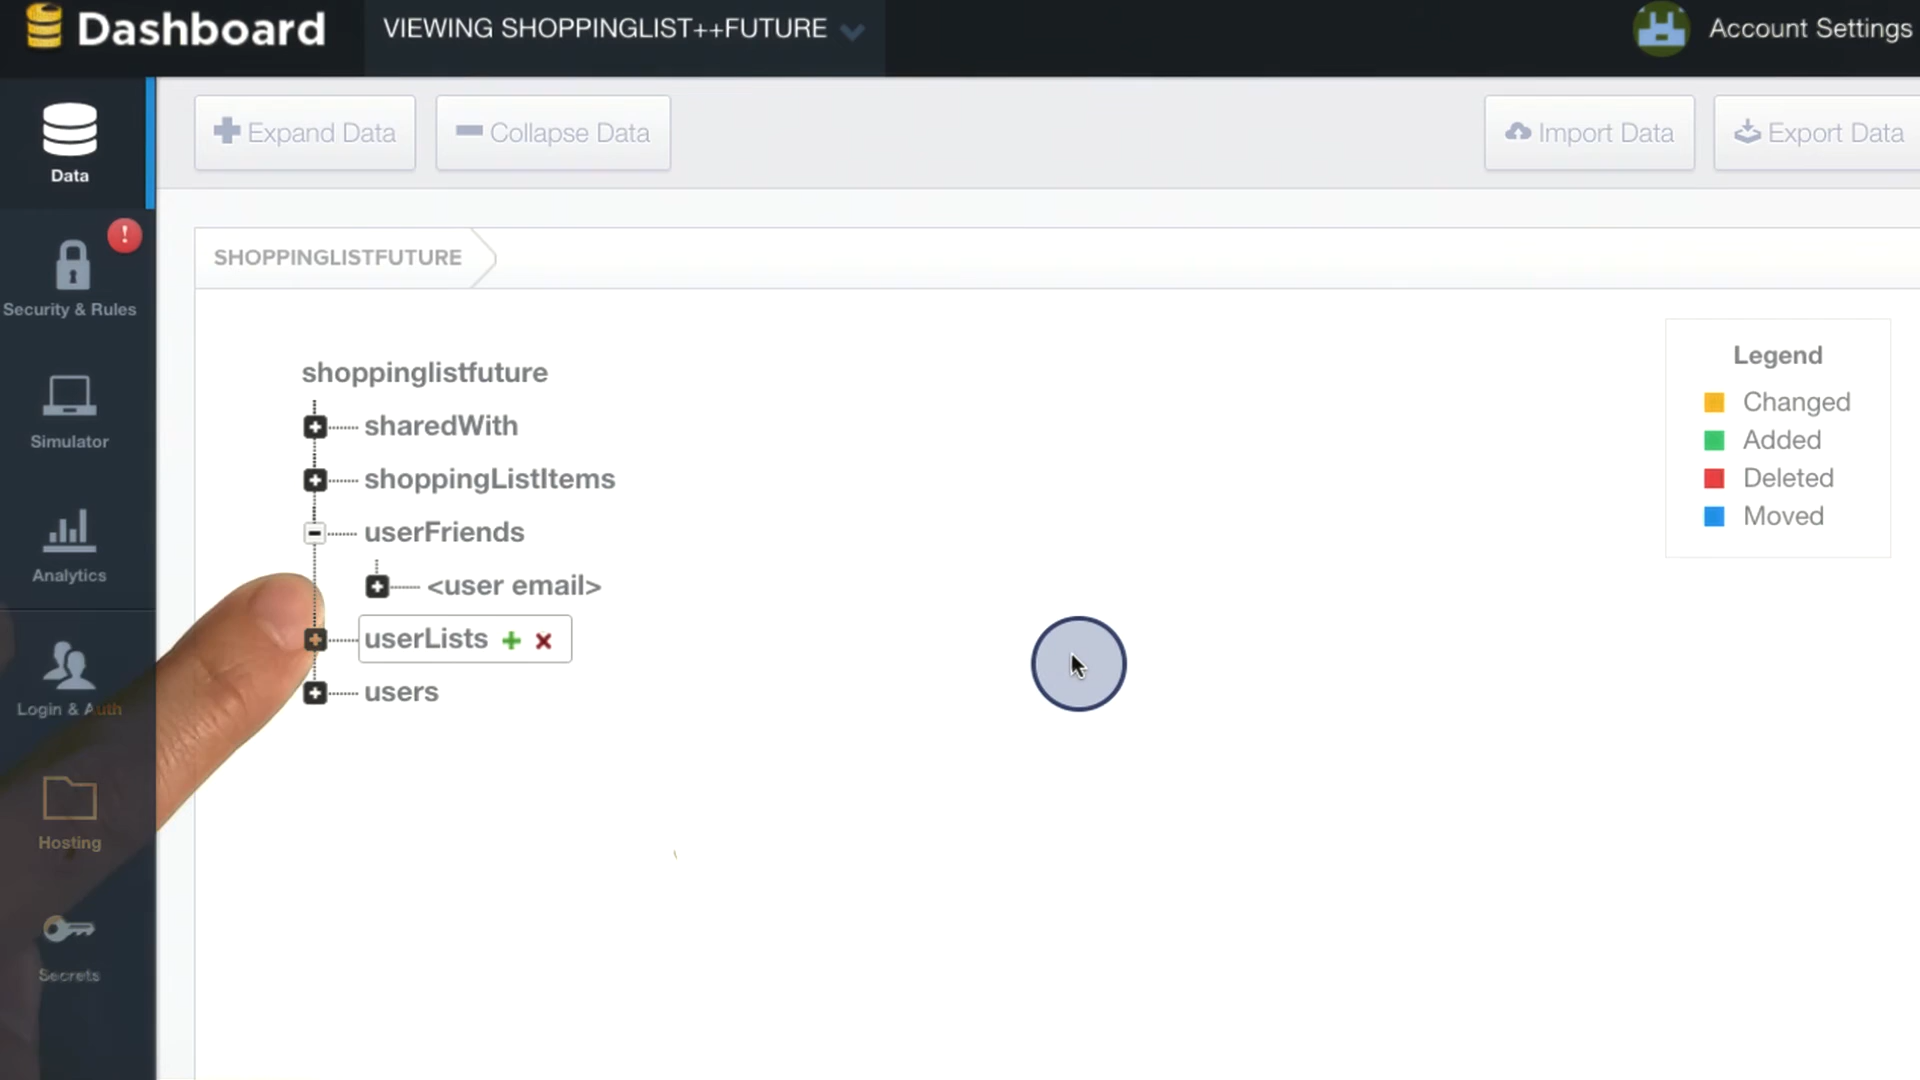 Dashboard
VIEWING SHOPPINGLIST++FUTURE
Account Settings
Data
Expand Data
Collapse Data
Import Data
Export Data
!
Security & Rules
SHOPPINGLISTFUTURE
Simulator
Analytics
Login & Auth
Hosting
Secrets
shoppinglistfuture
sharedWith
shoppingListItems
userFriends
<user email>
userLists
users
Legend
Changed
Added
Deleted
Moved